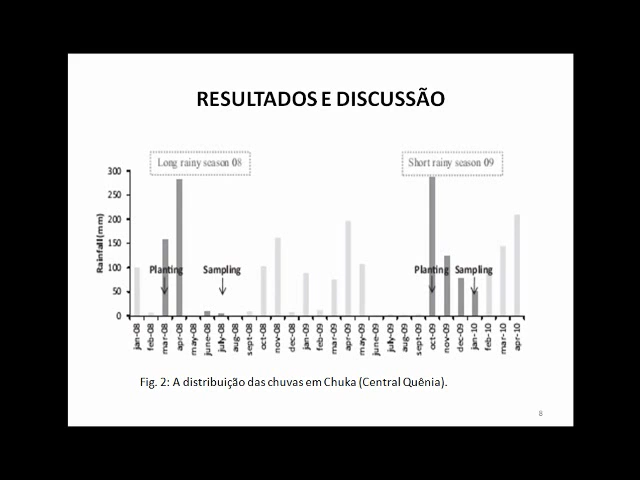 RESULTADOS E DISCUSSÃO
Long rainy season 08
Short rainy season 09
Rainfall (mm)
300
250
200
150
100
50
0
Planting
Sampling
Planting
Sampling
jan-08
feb-08
mar-08
apr-08
may-08
june-08
july-08
aug-08
sept-08
oct-08
nov-08
dec-08
jan-09
feb-09
mar-09
apr-09
may-09
june-09
july-09
aug-09
sept-09
oct-09
nov-09
dec-09
jan-10
feb-10
mar-10
apr-10
Fig. 2: A distribuição das chuvas em Chuka (Central Quênia).
8